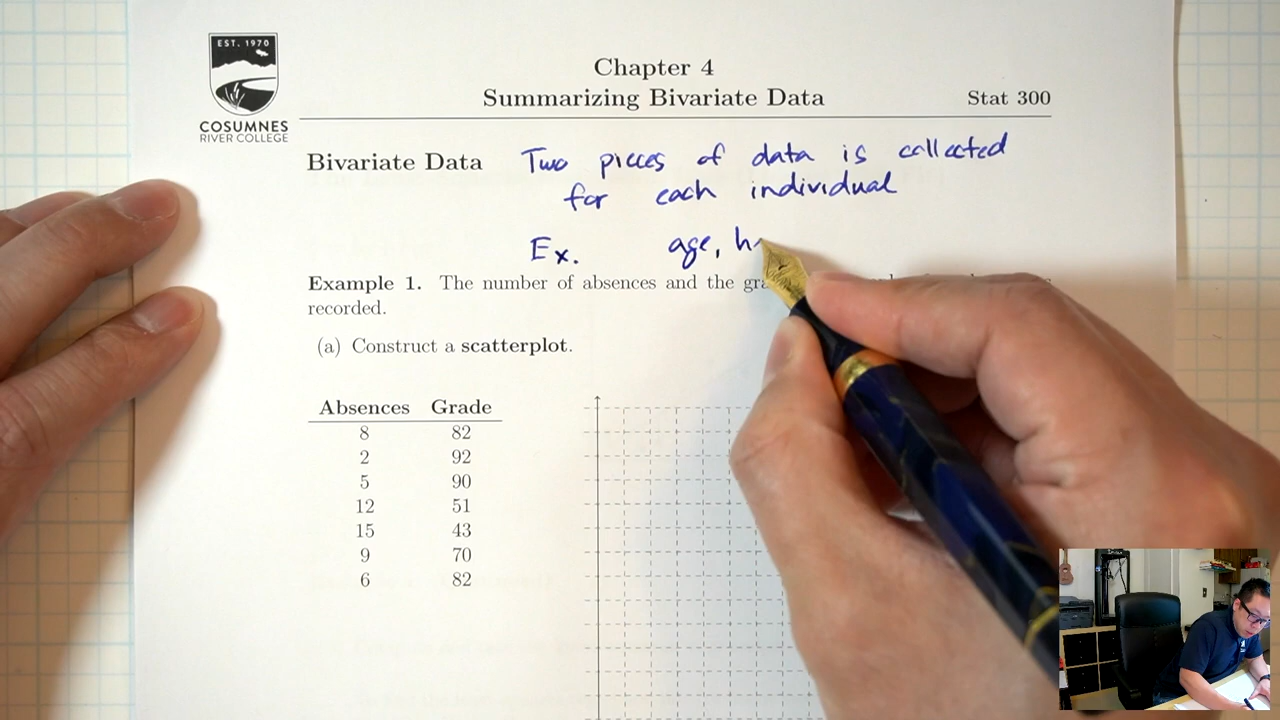 EST. 1970
COSUMNES
RIVER COLLEGE
Chapter 4
Summarizing Bivariate Data
Stat 300
Bivariate Data
Two pieces of data is collected
for each individual
Ex. age, h
Example 1. The number of absences and the
recorded.
(a) Construct a scatterplot.
Absences Grade
8 82
2 92
5 90
12 51
15 43
9 70
6 82